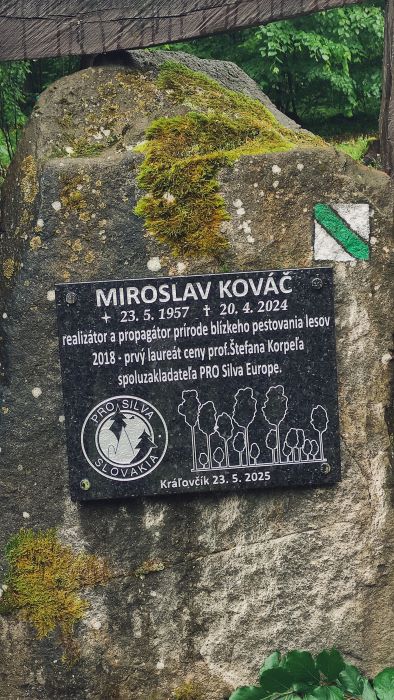 MIROSLAV KOVÁČ
23. 5. 1957 ✝ 20. 4. 2024
realizátor a propagátor prírode blízkeho pestovania lesov
2018 - prvý laureát ceny prof.Štefana Korpeľa
spoluzakladateľa PRO Silva Europe.
PRO SILVA
SLOVAKIA
Kráľovčík 23. 5. 2025